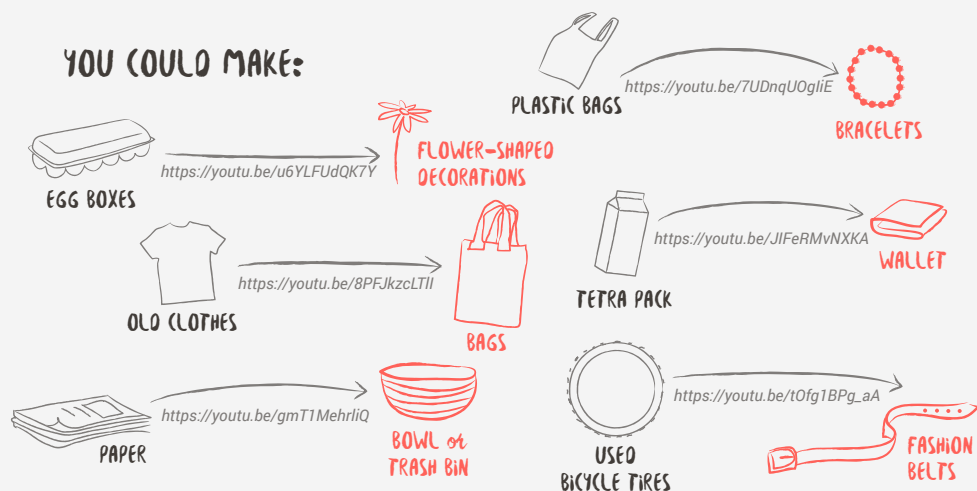 YOU COULD MAKE:
PLASTIC BAGS
https://youtu.be/7UDnqUOgIiE
BRACELETS
EGG BOXES
https://youtu.be/u6YLFUdQK7Y
FLOWER-SHAPED
DECORATIONS
OLD CLOTHES
https://youtu.be/8PFJkzcLTlI
BAGS
TETRA PACK
https://youtu.be/JlFeRMvNXKA
WALLET
PAPER
https://youtu.be/gmT1MehrliQ
BOWL or
TRASH BIN
USED
BICYCLE TIRES
https://youtu.be/tOfg1BPg_aA
FASHION
BELTS